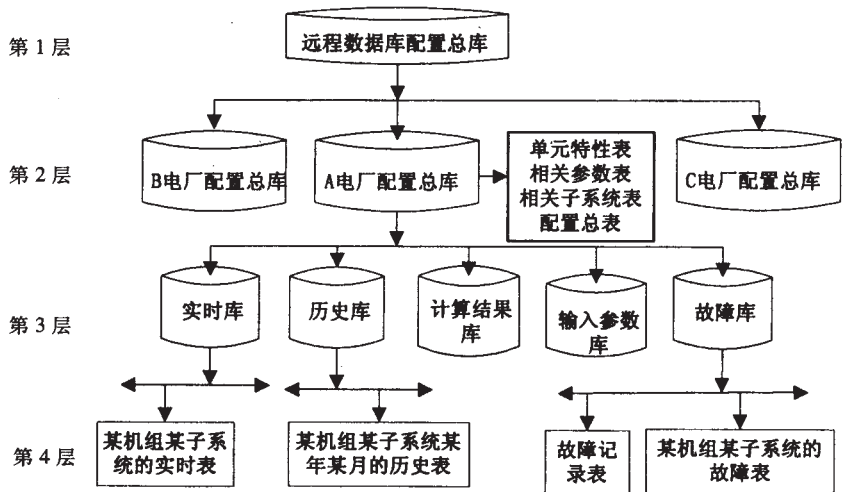 第 1 层
远程数据库配置总库
第 2 层
B电厂配置总库
A电厂配置总库
单元特性表
相关参数表
相关子系统表
配置总表
C电厂配置总库
第 3 层
实时库
历史库
计算结果
库
输入参数
库
故障库
第 4 层
某机组某子系
统的实时表
某机组某子系统某
年某月的历史表
故障记
录表
某机组某子系统的
故障表